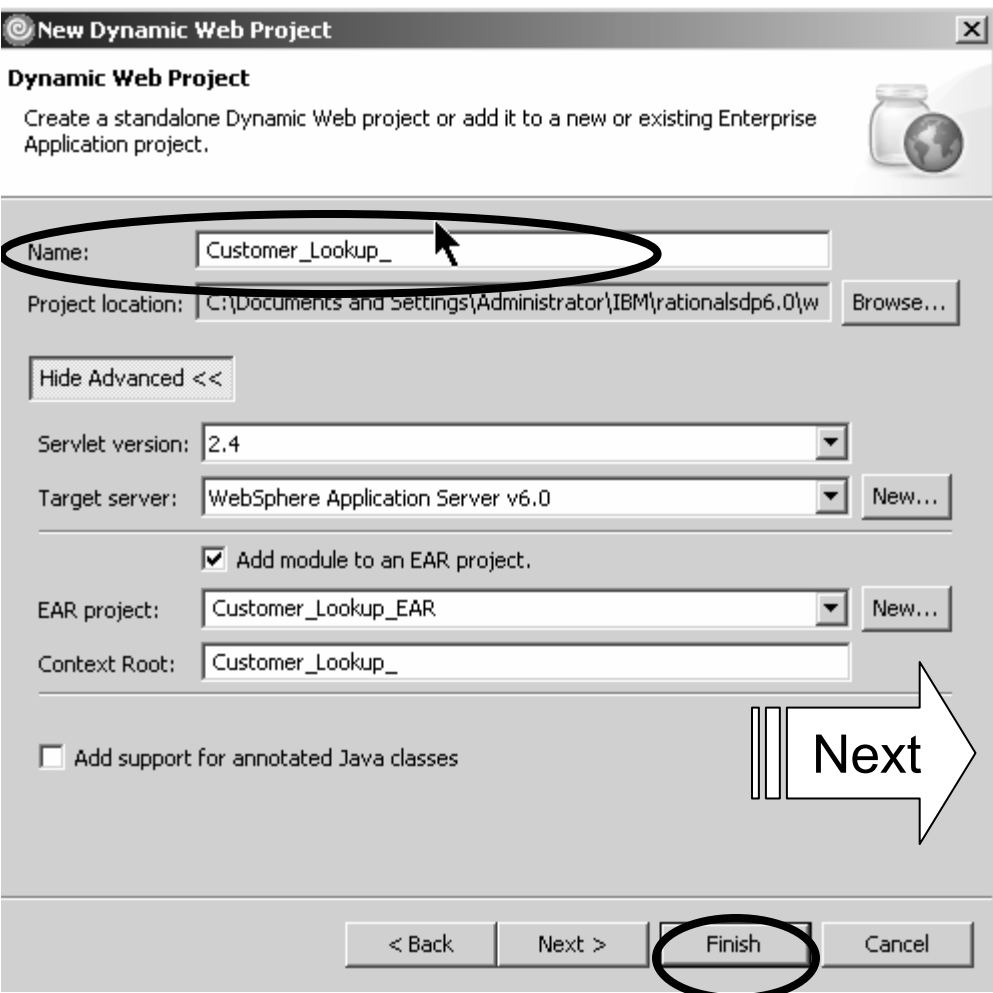 New Dynamic Web Project
Dynamic Web Project
Create a standalone Dynamic Web project or add it to a new or existing Enterprise
Application project.
Name: Customer_Lookup_
Project location: C:\Documents and Settings\Administrator\IBM\rationalsdp6.0\w Browse...
Hide Advanced <<
Servlet version: 2.4
Target server: WebSphere Application Server v6.0 New...
Add module to an EAR project.
EAR project: Customer_Lookup_EAR New...
Context Root: Customer_Lookup_
Add support for annotated Java classes
Next
< Back Next > Finish Cancel